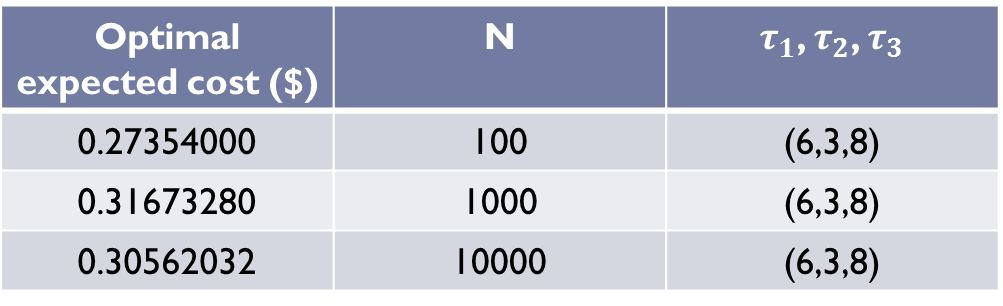 Optimal
expected cost ($)
N
τ₁, τ₂, τ₃
0.27354000
100
(6,3,8)
0.31673280
1000
(6,3,8)
0.30562032
10000
(6,3,8)